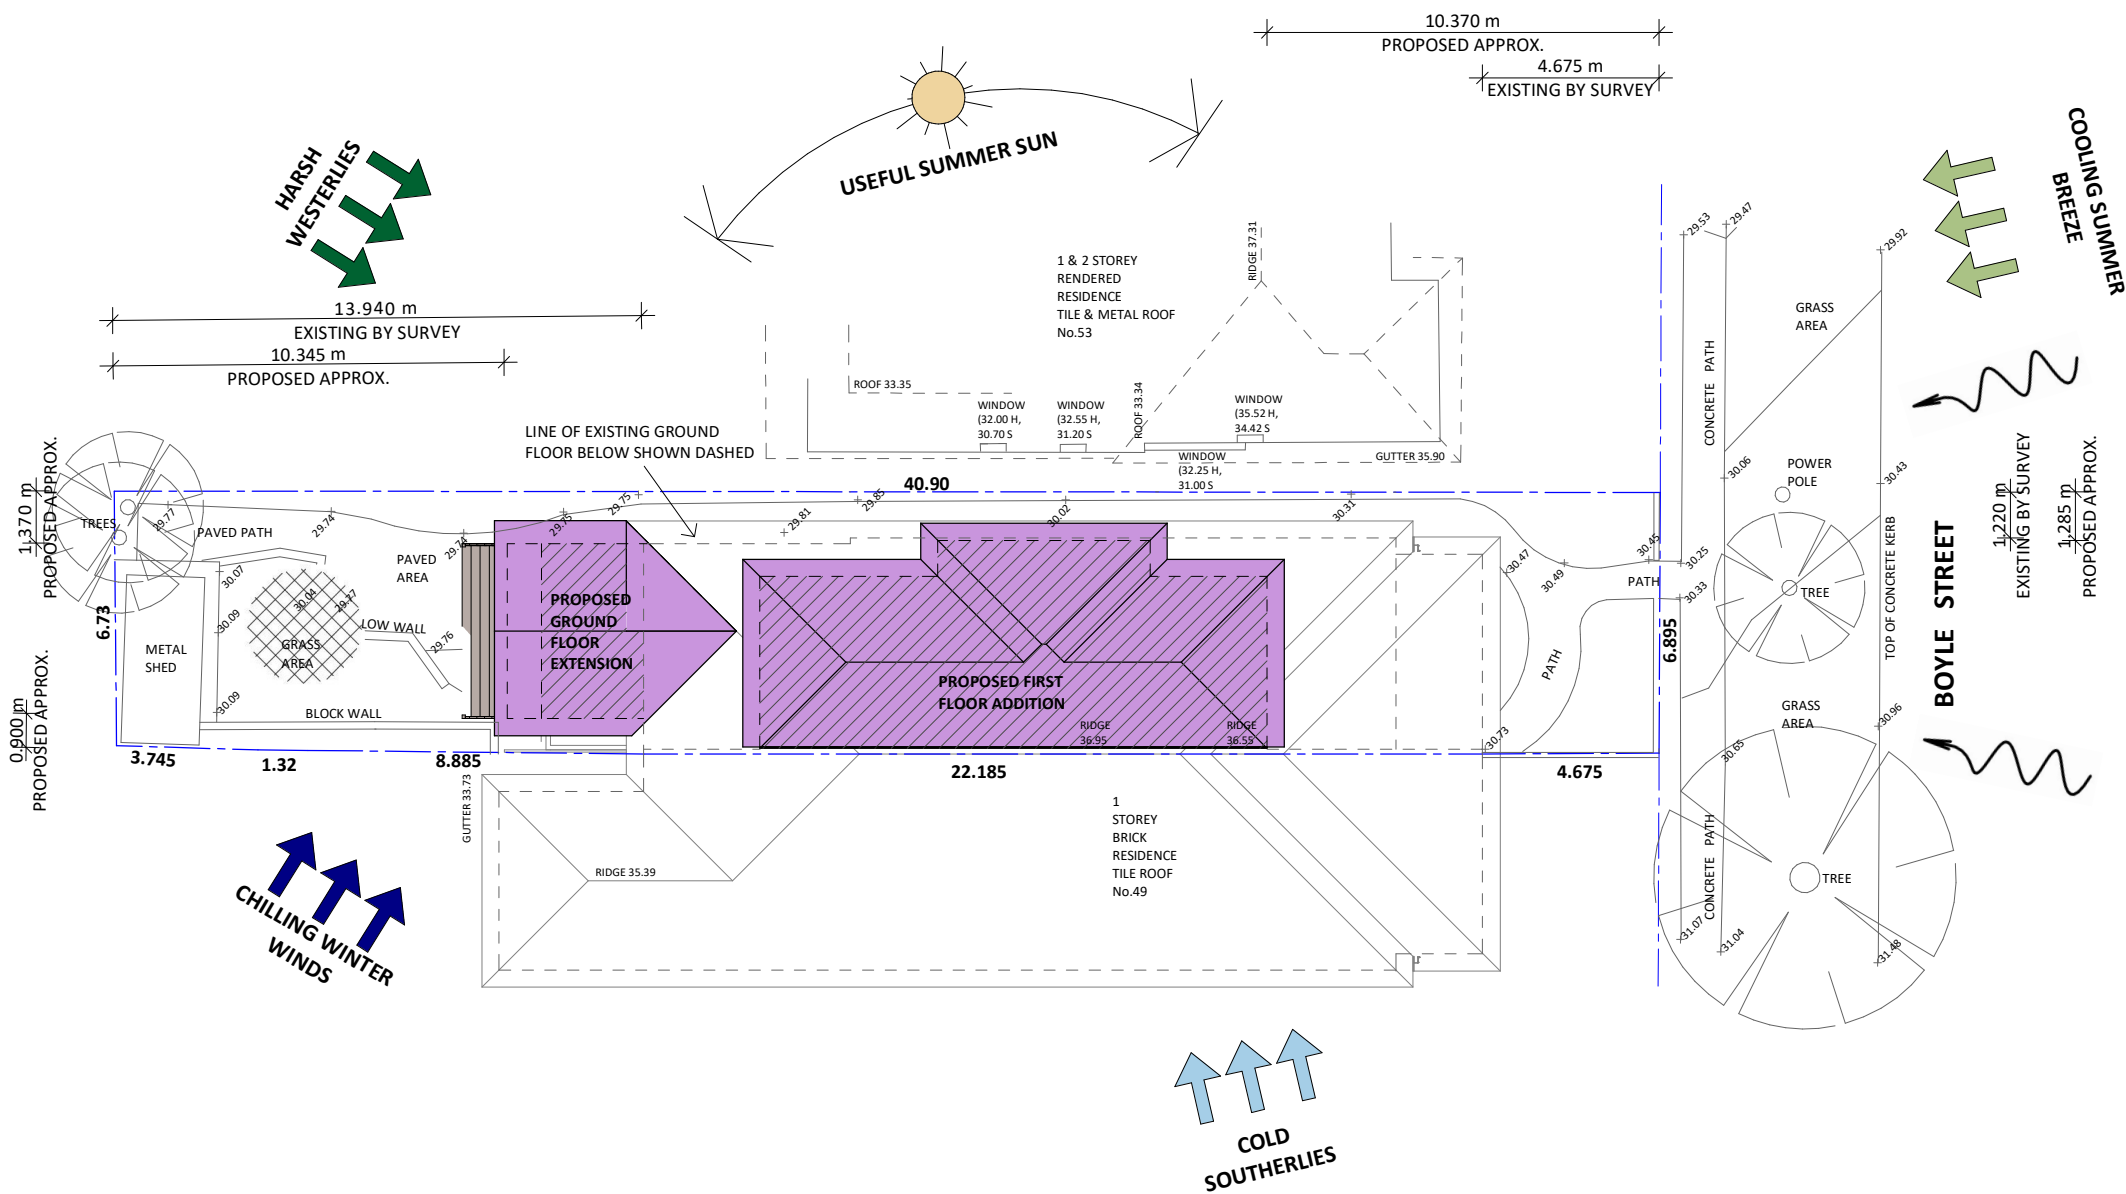 10.370 m
PROPOSED APPROX.
4.675 m
EXISTING BY SURVEY
USEFUL SUMMER SUN
HARSH
WESTERLIES
COOLING SUMMER
BREEZE
13.940 m
EXISTING BY SURVEY
10.345 m
PROPOSED APPROX.
1 & 2 STOREY
RENDERED
RESIDENCE
TILE & METAL ROOF
No.53
RIDGE 37.31
ROOF 33.35
ROOF 33.34
WINDOW
(32.00 H,
30.70 S
WINDOW
(32.55 H,
31.20 S
WINDOW
(35.52 H,
34.42 S
WINDOW
(32.25 H,
31.00 S
GUTTER 35.90
LINE OF EXISTING GROUND
FLOOR BELOW SHOWN DASHED
40.90
29.53
29.47
29.92
GRASS
AREA
CONCRETE PATH
30.06
POWER
POLE
30.43
1,220 m
EXISTING BY SURVEY
1,285 m
PROPOSED APPROX.
1,370 m
PROPOSED APPROX.
TREES
29.77
PAVED PATH
29.74
29.75
29.75
29.85
29.81
30.02
30.31
30.47
30.49
30.45
30.25
PATH
30.33
TREE
TOP OF CONCRETE KERB
BOYLE STREET
PAVED
AREA
29.74
30.07
30.04
29.77
30.09
LOW WALL
29.76
GRASS
AREA
METAL
SHED
30.09
BLOCK WALL
6.73
0.900 m
PROPOSED APPROX.
PROPOSED
GROUND
FLOOR
EXTENSION
PROPOSED FIRST
FLOOR ADDITION
RIDGE
36.95
RIDGE
36.55
PATH
30.73
6.895
GRASS
AREA
30.96
30.65
3.745
1.32
8.885
22.185
4.675
GUTTER 33.73
RIDGE 35.39
1
STOREY
BRICK
RESIDENCE
TILE ROOF
No.49
CONCRETE PATH
TREE
31.07
31.04
31.48
CHILLING WINTER
WINDS
COLD
SOUTHERLIES